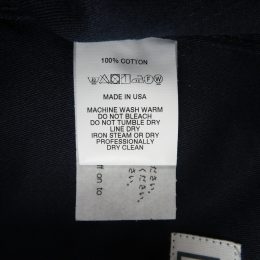 100% COTTON
F W
MADE IN USA
MACHINE WASH WARM
DO NOT BLEACH
DO NOT TUMBLE DRY
LINE DRY
IRON STEAM OR DRY
PROFESSIONALLY
DRY CLEAN